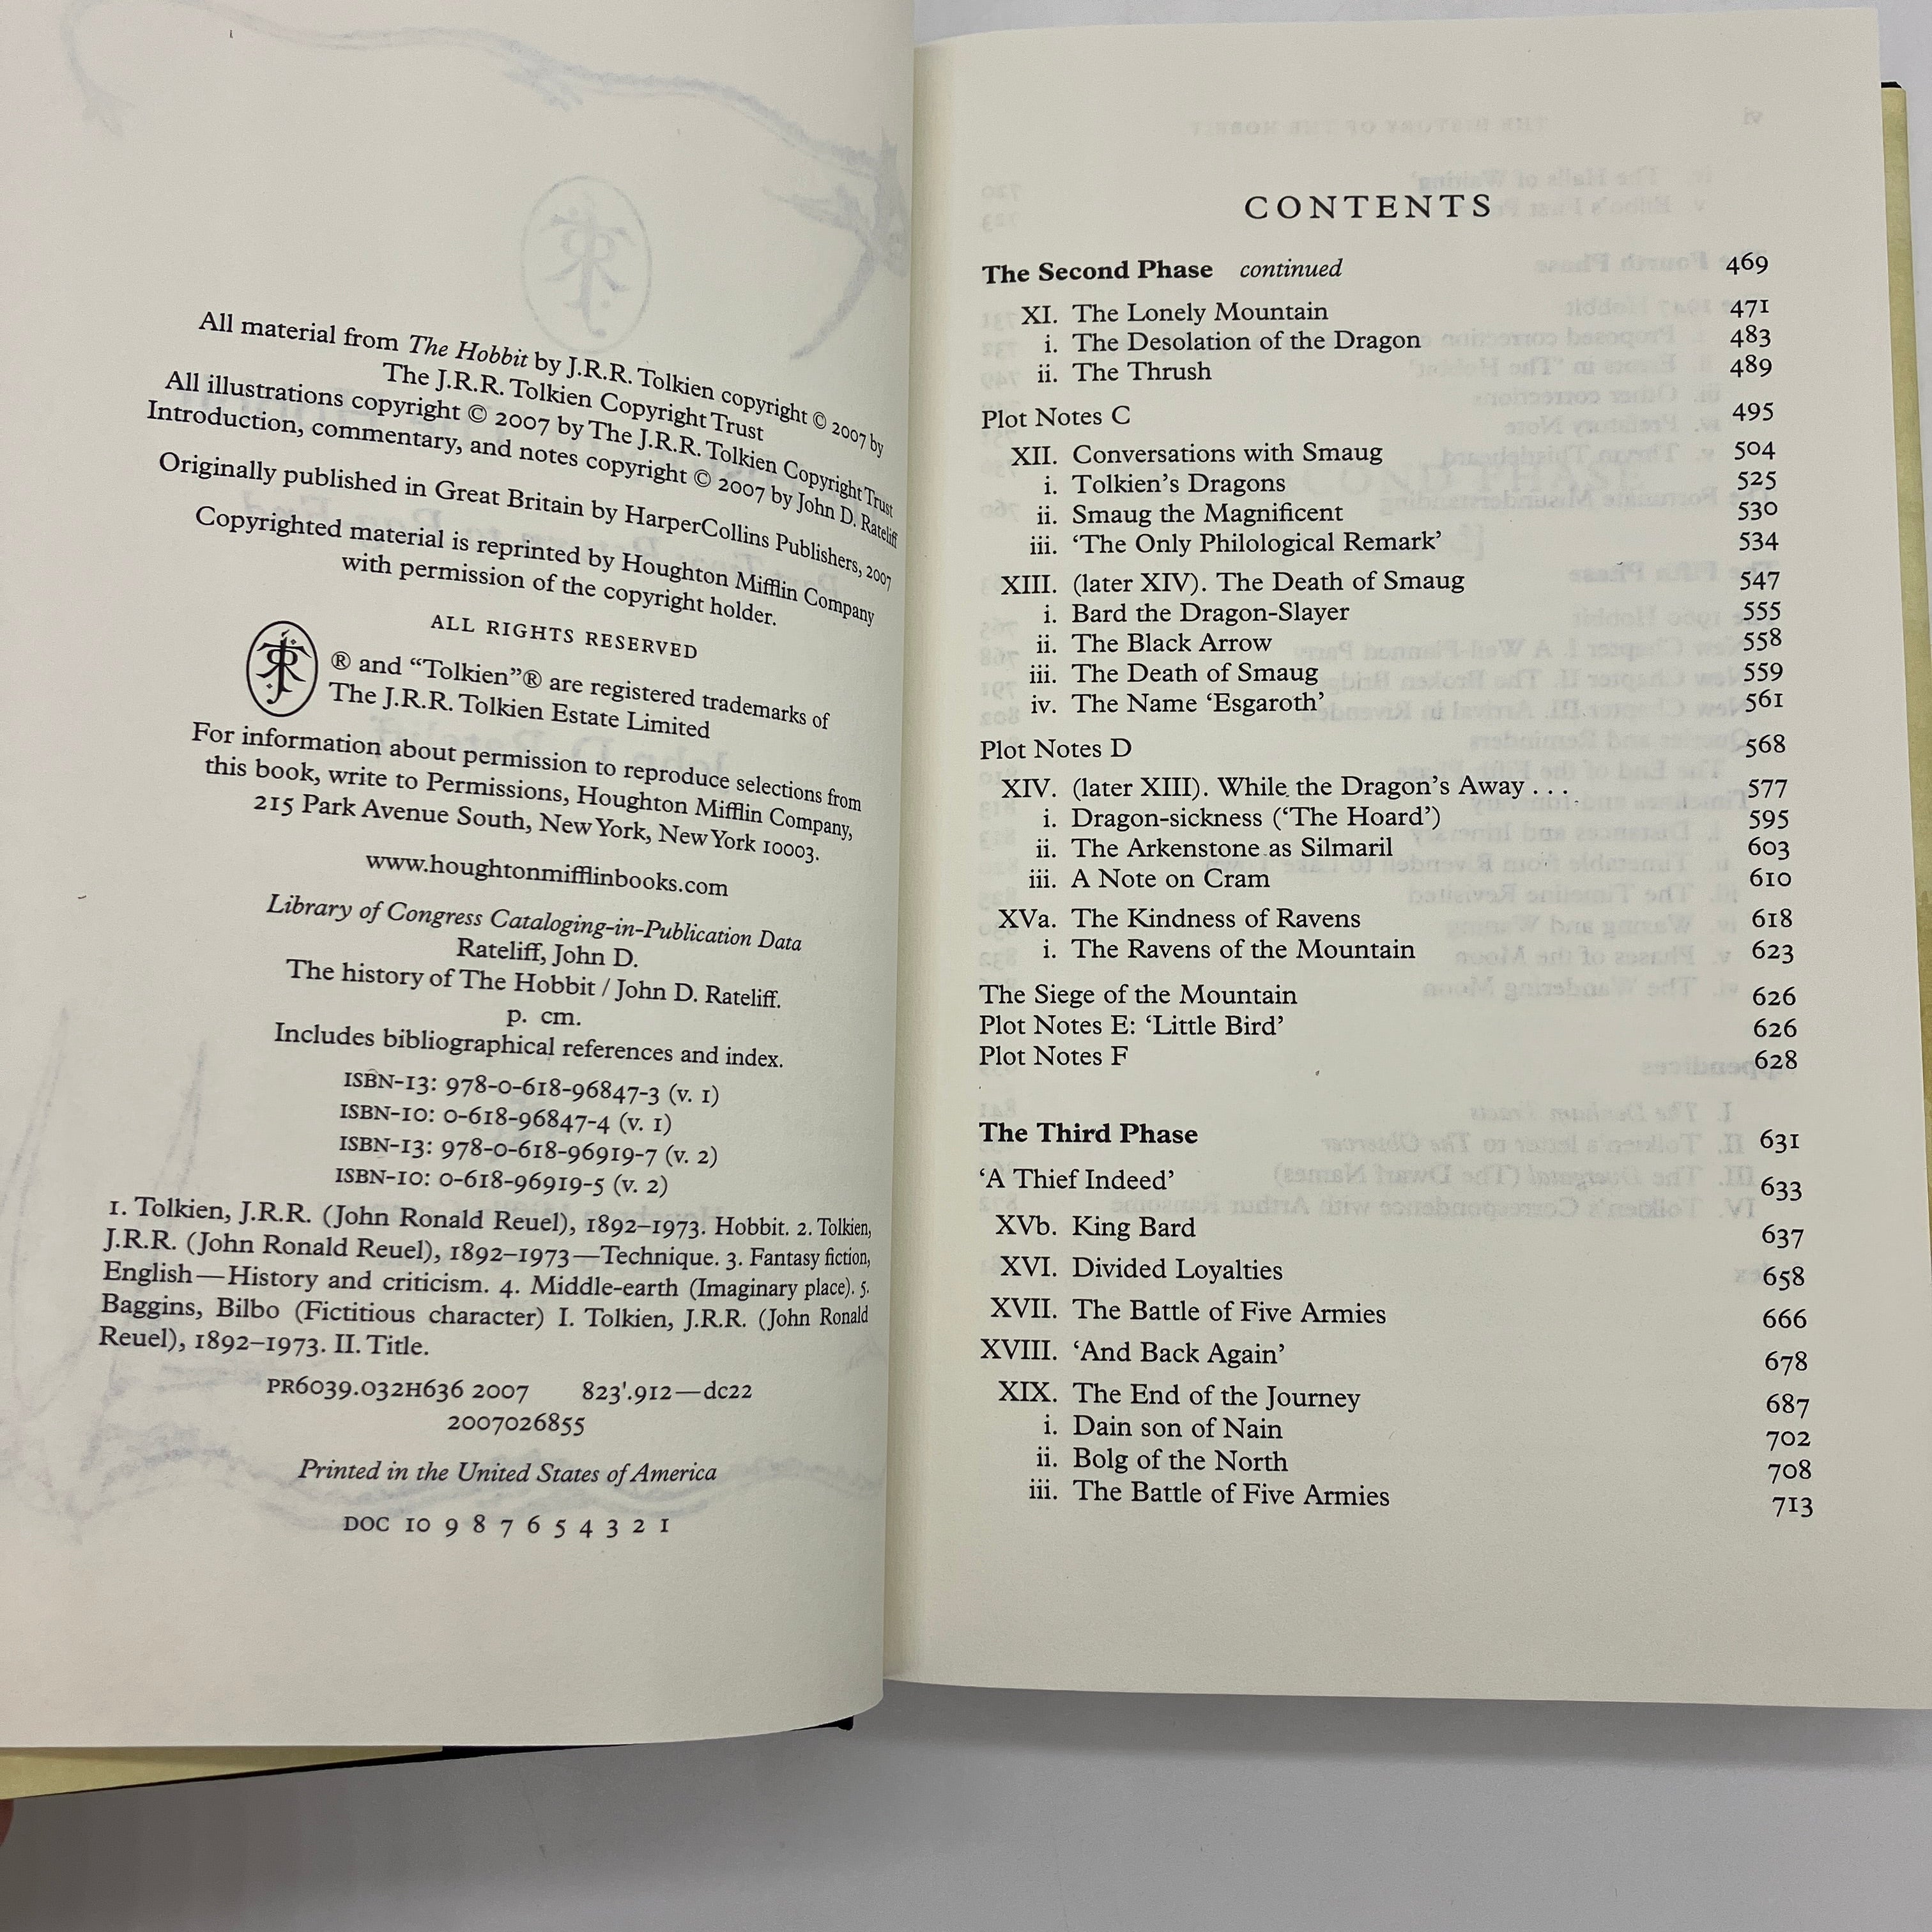 All material from The Hobbit by J.R.R. Tolkien copyright © 2007 by
The J.R.R. Tolkien Copyright Trust
All illustrations copyright © 2007 by The J.R.R. Tolkien Copyright Trust
Introduction, commentary, and notes copyright © 2007 by John D. Rateliff
Originally published in Great Britain by HarperCollins Publishers, 2007
Copyrighted material is reprinted by Houghton Mifflin Company
with permission of the copyright holder.
ALL RIGHTS RESERVED
® and “Tolkien”® are registered trademarks of
The J.R.R. Tolkien Estate Limited
For information about permission to reproduce selections from
this book, write to Permissions, Houghton Mifflin Company,
215 Park Avenue South, New York, New York 10003.
www.houghtonmifflinbooks.com
Library of Congress Cataloging-in-Publication Data
Rateliff, John D.
The history of The Hobbit / John D. Rateliff.
p. cm.
Includes bibliographical references and index.
ISBN-13: 978-0-618-96847-3 (v. 1)
ISBN-10: 0-618-96847-4 (v. 1)
ISBN-13: 978-0-618-96919-7 (v. 2)
ISBN-10: 0-618-96919-5 (v. 2)
1. Tolkien, J.R.R. (John Ronald Reuel), 1892–1973. Hobbit. 2. Tolkien,
J.R.R. (John Ronald Reuel), 1892–1973—Technique. 3. Fantasy fiction,
English—History and criticism. 4. Middle-earth (Imaginary place). 5.
Baggins, Bilbo (Fictitious character) I. Tolkien, J.R.R. (John Ronald
Reuel), 1892–1973. II. Title.
PR6039.032H636 2007 823'.912—dc22
2007026855
Printed in the United States of America
DOC 10 9 8 7 6 5 4 3 2 1
CONTENTS
The Second Phase continued 469
XI. The Lonely Mountain 471
i. The Desolation of the Dragon 483
ii. The Thrush 489
Plot Notes C 495
XII. Conversations with Smaug 504
i. Tolkien’s Dragons 525
ii. Smaug the Magnificent 530
iii. ‘The Only Philological Remark’ 534
XIII. (later XIV). The Death of Smaug 547
i. Bard the Dragon-Slayer 555
ii. The Black Arrow 558
iii. The Death of Smaug 559
iv. The Name ‘Esgaroth’ 561
Plot Notes D 568
XIV. (later XIII). While the Dragon’s Away . . . 577
i. Dragon-sickness (‘The Hoard’) 595
ii. The Arkenstone as Silmaril 603
iii. A Note on Cram 610
XVa. The Kindness of Ravens 618
i. The Ravens of the Mountain 623
The Siege of the Mountain 626
Plot Notes E: ‘Little Bird’ 626
Plot Notes F 628
The Third Phase 631
‘A Thief Indeed’ 633
XVb. King Bard 637
XVI. Divided Loyalties 658
XVII. The Battle of Five Armies 666
XVIII. ‘And Back Again’ 678
XIX. The End of the Journey 687
i. Dain son of Nain 702
ii. Bolg of the North 708
iii. The Battle of Five Armies 713